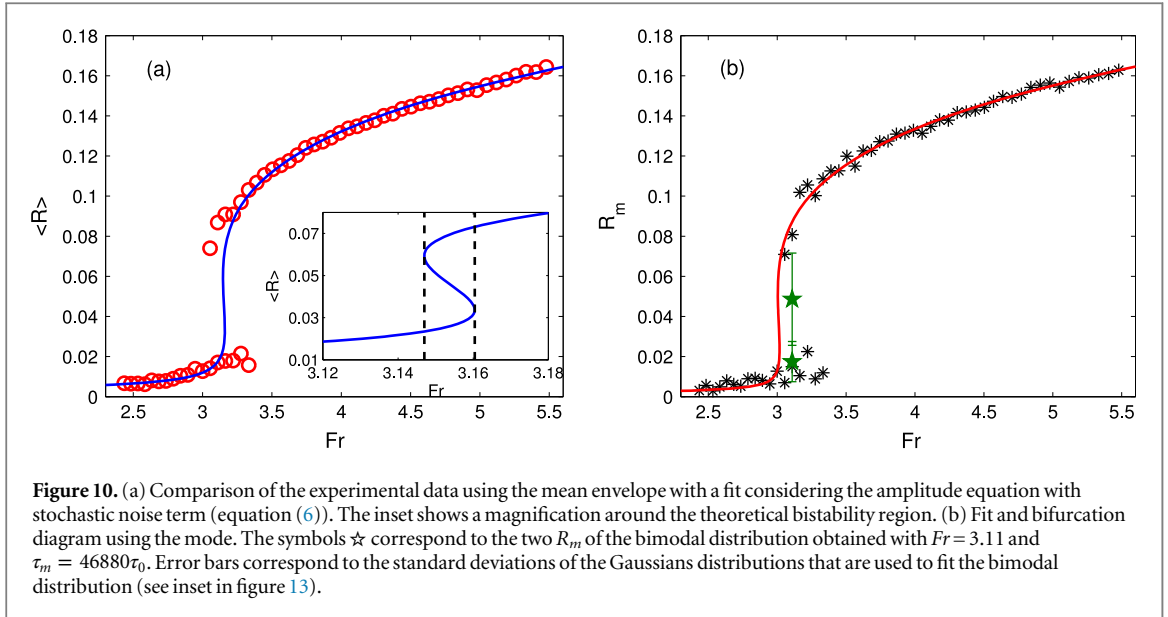 (a)
<R>
0.18
0.16
0.14
0.12
0.1
0.08
0.06
0.04
0.02
0
2.5 3 3.5 4 4.5 5 5.5
Fr
<R>
0.07
0.05
0.03
0.01
3.12 3.14 3.16 3.18
Fr
(b)
R_m
0.18
0.16
0.14
0.12
0.1
0.08
0.06
0.04
0.02
0
2.5 3 3.5 4 4.5 5 5.5
Fr
Figure 10. (a) Comparison of the experimental data using the mean envelope with a fit considering the amplitude equation with
stochastic noise term (equation (6)). The inset shows a magnification around the theoretical bistability region. (b) Fit and bifurcation
diagram using the mode. The symbols ☆ correspond to the two R_m of the bimodal distribution obtained with Fr = 3.11 and
τ_m = 46880τ_0. Error bars correspond to the standard deviations of the Gaussians distributions that are used to fit the bimodal
distribution (see inset in figure 13).